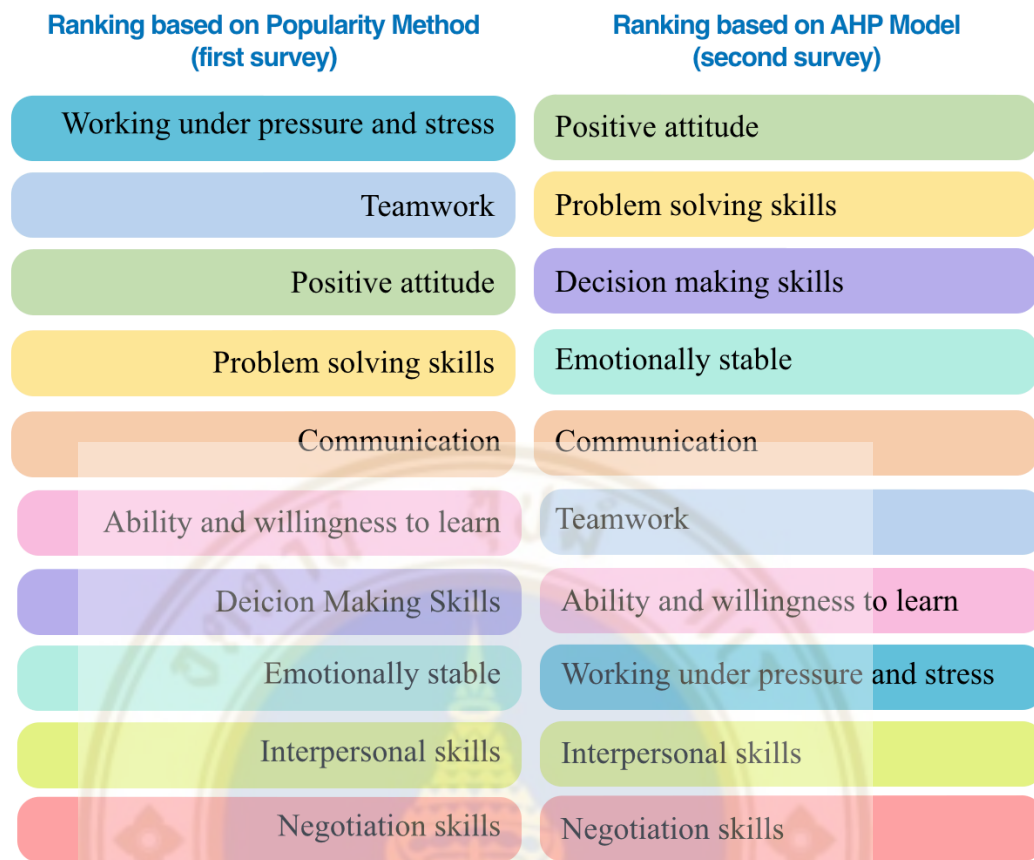 Ranking based on Popularity Method
(first survey)
Working under pressure and stress
Teamwork
Positive attitude
Problem solving skills
Communication
Ability and willingness to learn
Deicion Making Skills
Emotionally stable
Interpersonal skills
Negotiation skills
Ranking based on AHP Model
(second survey)
Positive attitude
Problem solving skills
Decision making skills
Emotionally stable
Communication
Teamwork
Ability and willingness to learn
Working under pressure and stress
Interpersonal skills
Negotiation skills